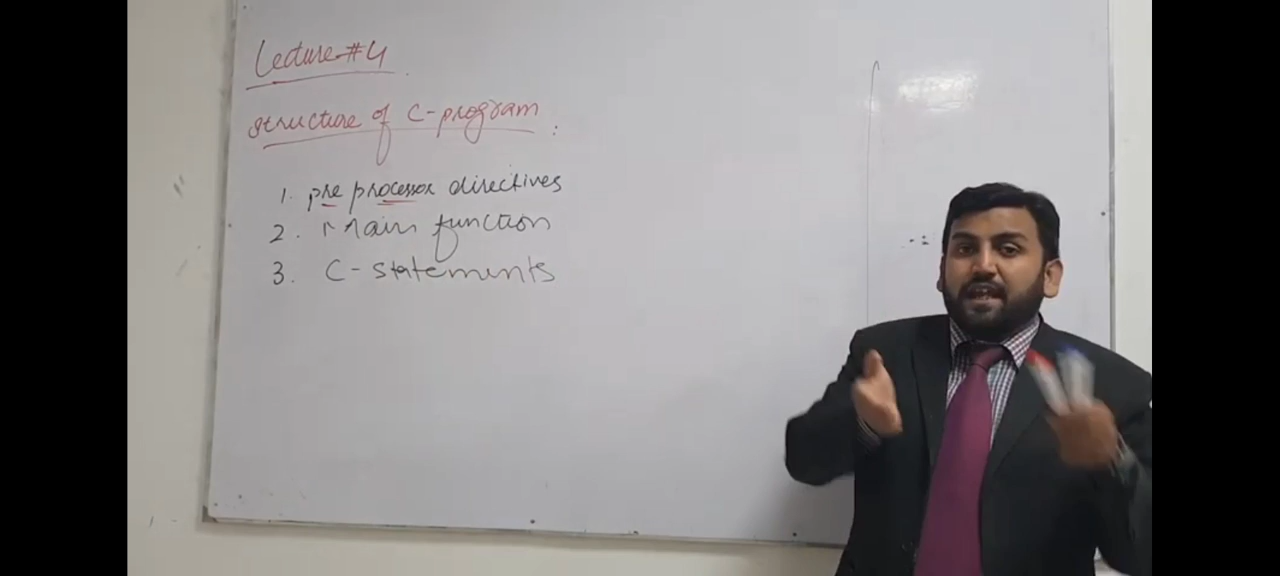 Lecture#4
structure of C-program :
1. pre processor directives
2. Main function
3. C-statements